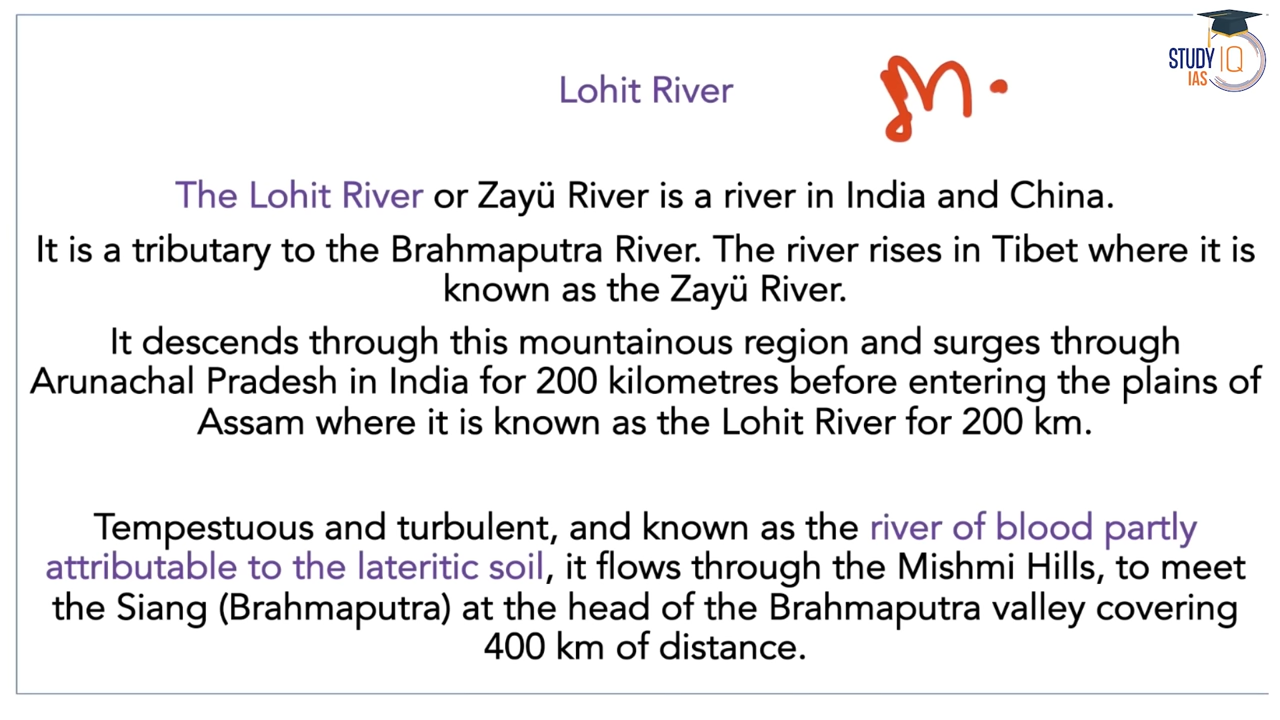 STUDY IQ
IAS
Lohit River
The Lohit River or Zayü River is a river in India and China.
It is a tributary to the Brahmaputra River. The river rises in Tibet where it is
known as the Zayü River.
It descends through this mountainous region and surges through
Arunachal Pradesh in India for 200 kilometres before entering the plains of
Assam where it is known as the Lohit River for 200 km.
Tempestuous and turbulent, and known as the river of blood partly
attributable to the lateritic soil, it flows through the Mishmi Hills, to meet
the Siang (Brahmaputra) at the head of the Brahmaputra valley covering
400 km of distance.